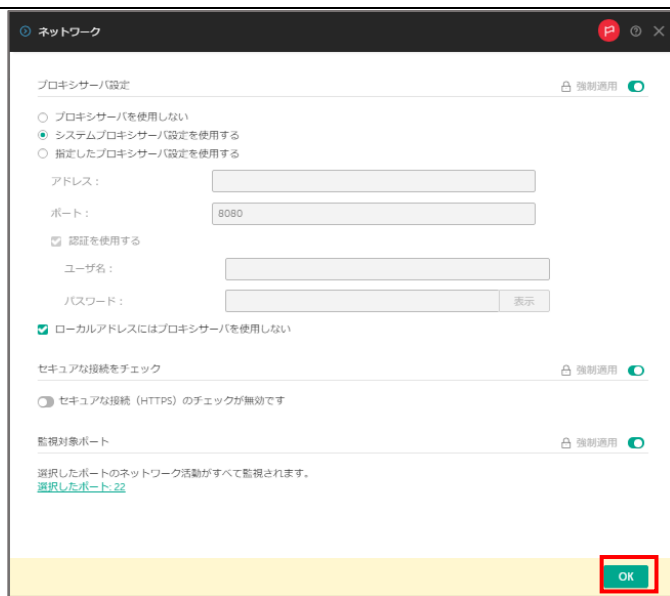 ネットワーク
プロキシサーバ設定 強制適用
プロキシサーバを使用しない
システムプロキシサーバ設定を使用する
指定したプロキシサーバ設定を使用する
アドレス：
ポート： 8080
認証を使用する
ユーザ名：
パスワード： 表示
ローカルアドレスにはプロキシサーバを使用しない
セキュアな接続をチェック 強制適用
セキュアな接続（HTTPS）のチェックが無効です
監視対象ポート 強制適用
選択したポートのネットワーク活動がすべて監視されます。
選択したポート: 22
OK